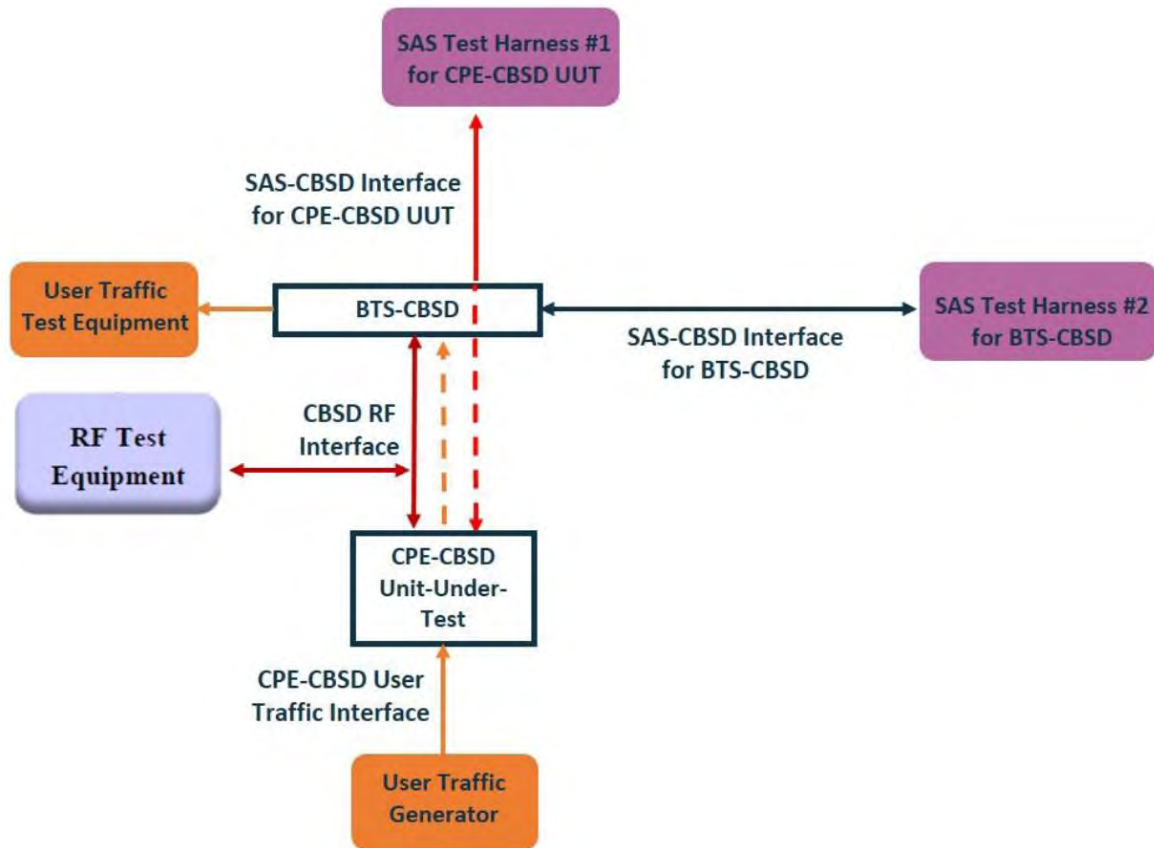 SAS Test Harness #1
for CPE-CBSD UUT
SAS-CBSD Interface
for CPE-CBSD UUT
User Traffic
Test Equipment
BTS-CBSD
SAS Test Harness #2
for BTS-CBSD
SAS-CBSD Interface
for BTS-CBSD
CBSD RF
Interface
RF Test
Equipment
CPE-CBSD
Unit-Under-
Test
CPE-CBSD User
Traffic Interface
User Traffic
Generator